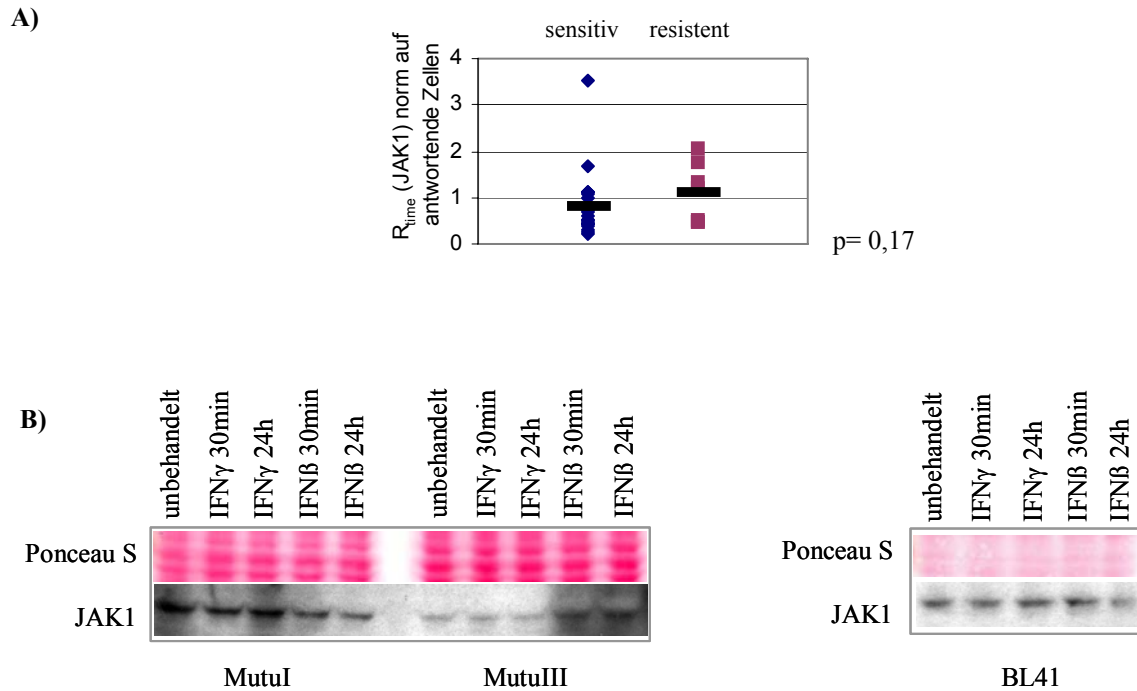 A)
sensitiv resistent
R_time (JAK1) norm auf
antwortende Zellen
4
3
2
1
0
p= 0,17
B)
unbehandelt
IFNγ 30min
IFNγ 24h
IFNß 30min
IFNß 24h
unbehandelt
IFNγ 30min
IFNγ 24h
IFNß 30min
IFNß 24h
unbehandelt
IFNγ 30min
IFNγ 24h
IFNß 30min
IFNß 24h
Ponceau S
JAK1
Ponceau S
JAK1
MutuI MutuIII BL41